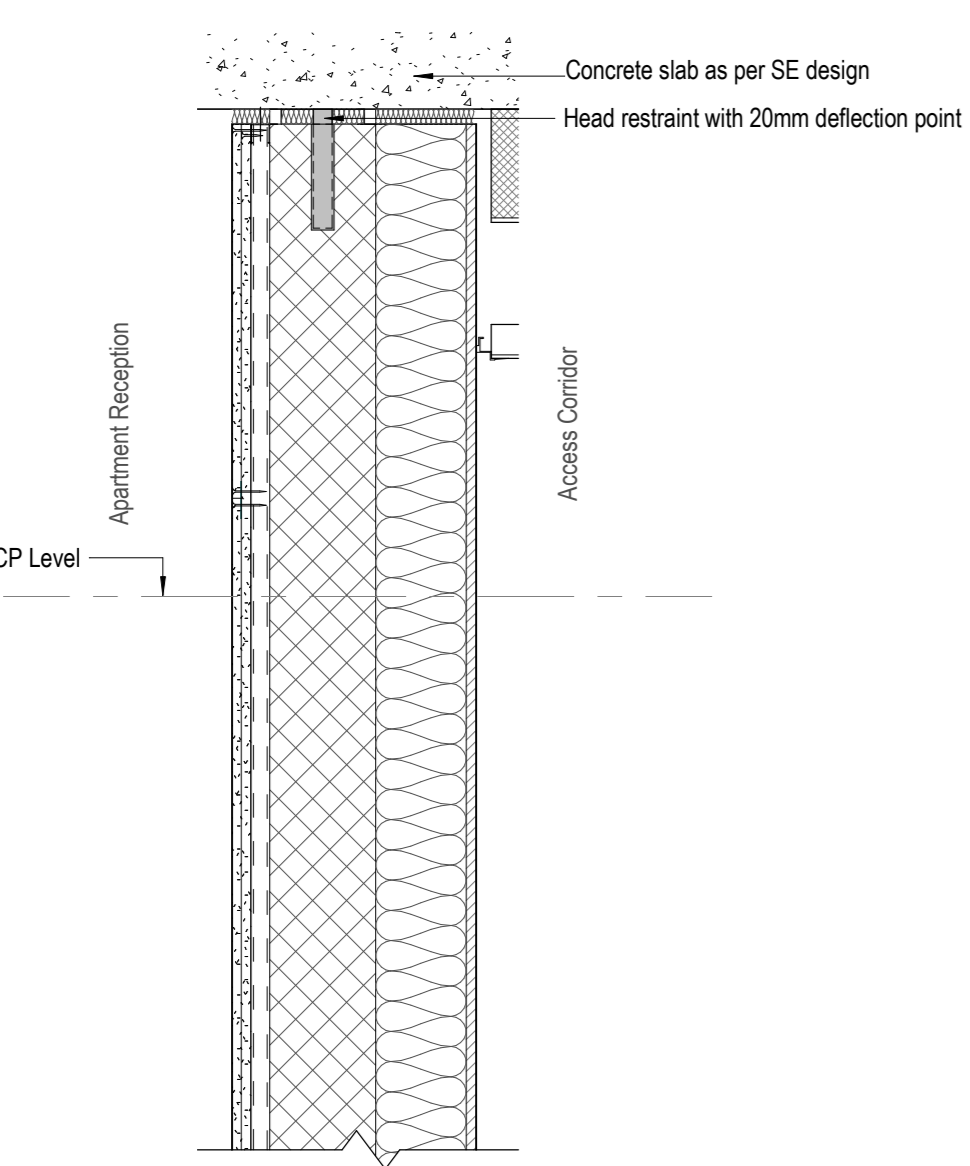 Concrete slab as per SE design
Head restraint with 20mm deflection point
Apartment Reception
Access Corridor
CP Level